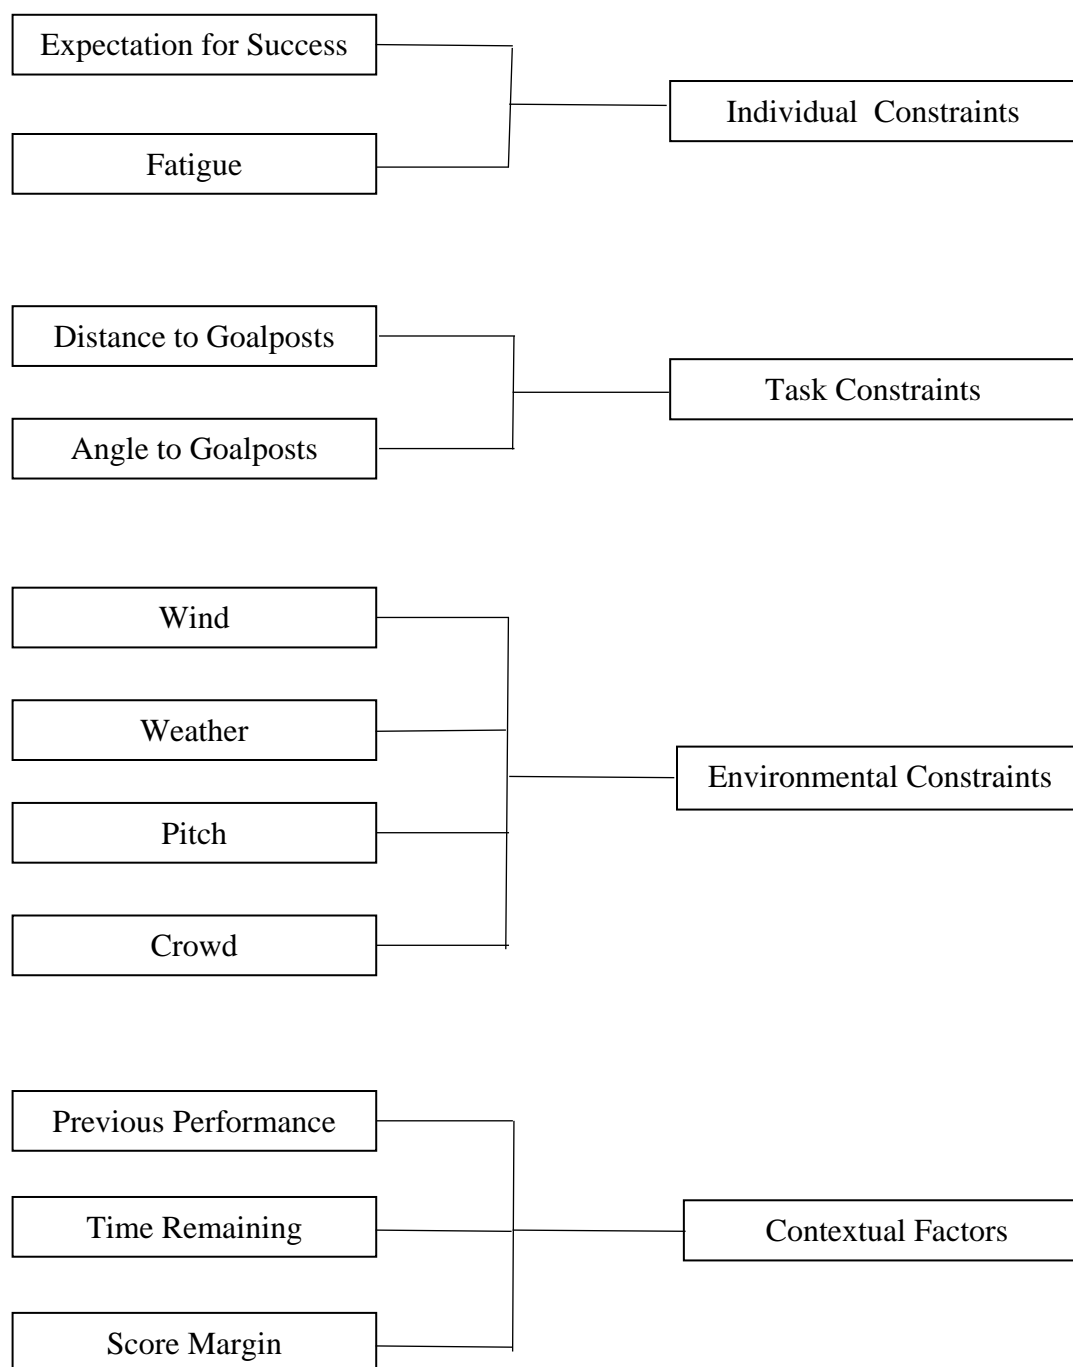 Expectation for Success
Fatigue
Individual Constraints
Distance to Goalposts
Angle to Goalposts
Task Constraints
Wind
Weather
Pitch
Crowd
Environmental Constraints
Previous Performance
Time Remaining
Score Margin
Contextual Factors